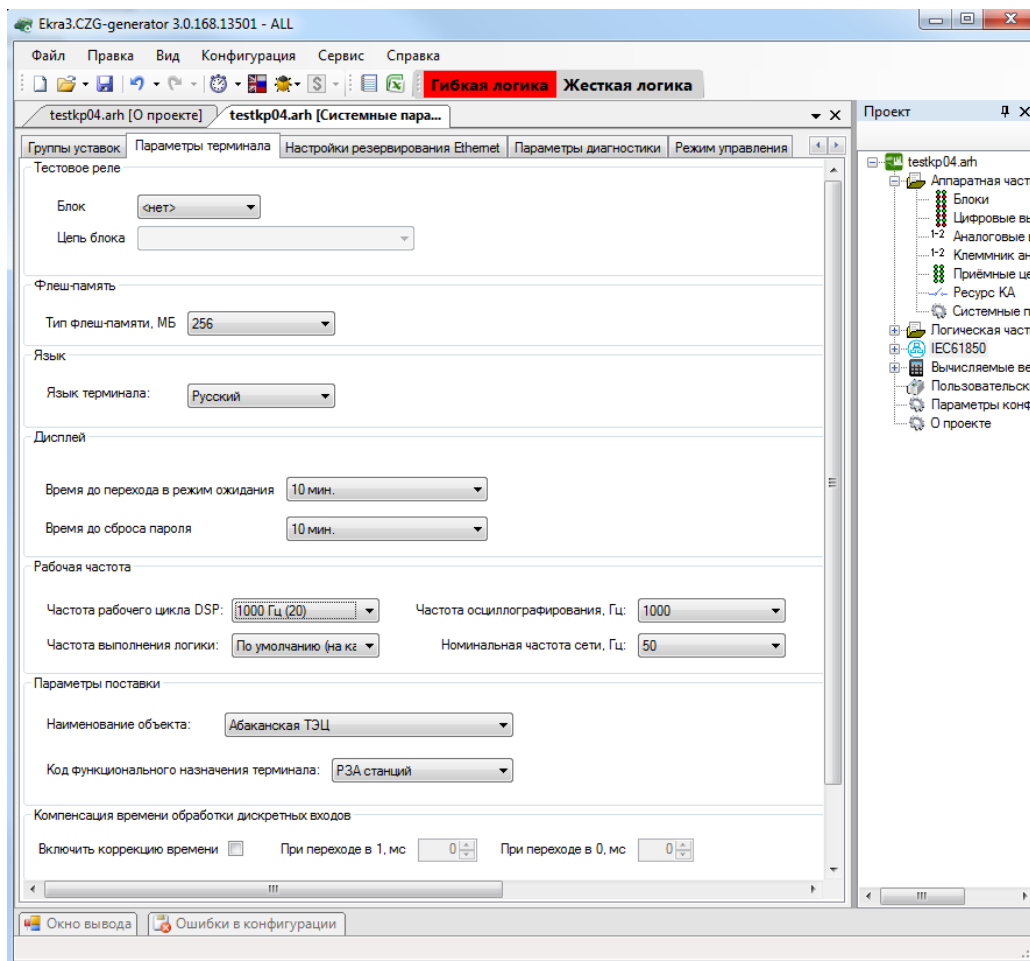 Ekra3.CZG-generator 3.0.168.13501 - ALL
Файл Правка Вид Конфигурация Сервис Справка
Гибкая логика Жесткая логика
testkp04.arh [О проекте] testkp04.arh [Системные пара...
Группы уставок Параметры терминала Настройки резервирования Ethernet Параметры диагностики Режим управления
Тестовое реле
Блок <нет>
Цепь блока
Флеш-память
Тип флеш-памяти, МБ 256
Язык
Язык терминала: Русский
Дисплей
Время до перехода в режим ожидания 10 мин.
Время до сброса пароля 10 мин.
Рабочая частота
Частота рабочего цикла DSP: 1000 Гц (20) Частота осциллографирования, Гц: 1000
Частота выполнения логики: По умолчанию (на ка Номинальная частота сети, Гц: 50
Параметры поставки
Наименование объекта: Абаканская ТЭЦ
Код функционального назначения терминала: РЗА станций
Компенсация времени обработки дискретных входов
Включить коррекцию времени При переходе в 1, мс 0 При переходе в 0, мс 0
Окно вывода Ошибки в конфигурации
Проект
testkp04.arh
Аппаратная част
Блоки
Цифровые вы
1-2 Аналоговые
1-2 Клеммник ан
Приёмные це
Ресурс КА
Системные п
Логическая част
IEC61850
Вычисляемые ве
Пользовательск
Параметры конф
О проекте